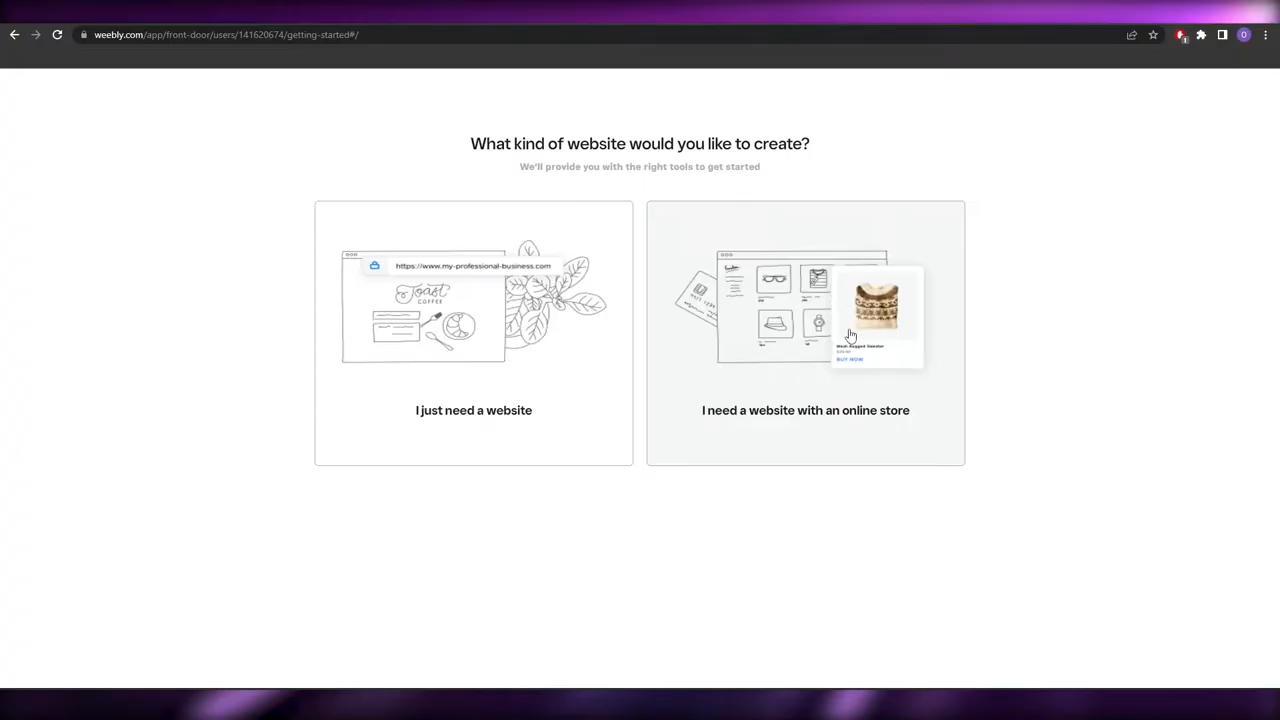 weebly.com/app/front-door/users/141620674/getting-started#/
1
O
What kind of website would you like to create?
We'll provide you with the right tools to get started
https://www.my-professional-business.com
Toast
COFFEE
I just need a website
BUY NOW
I need a website with an online store